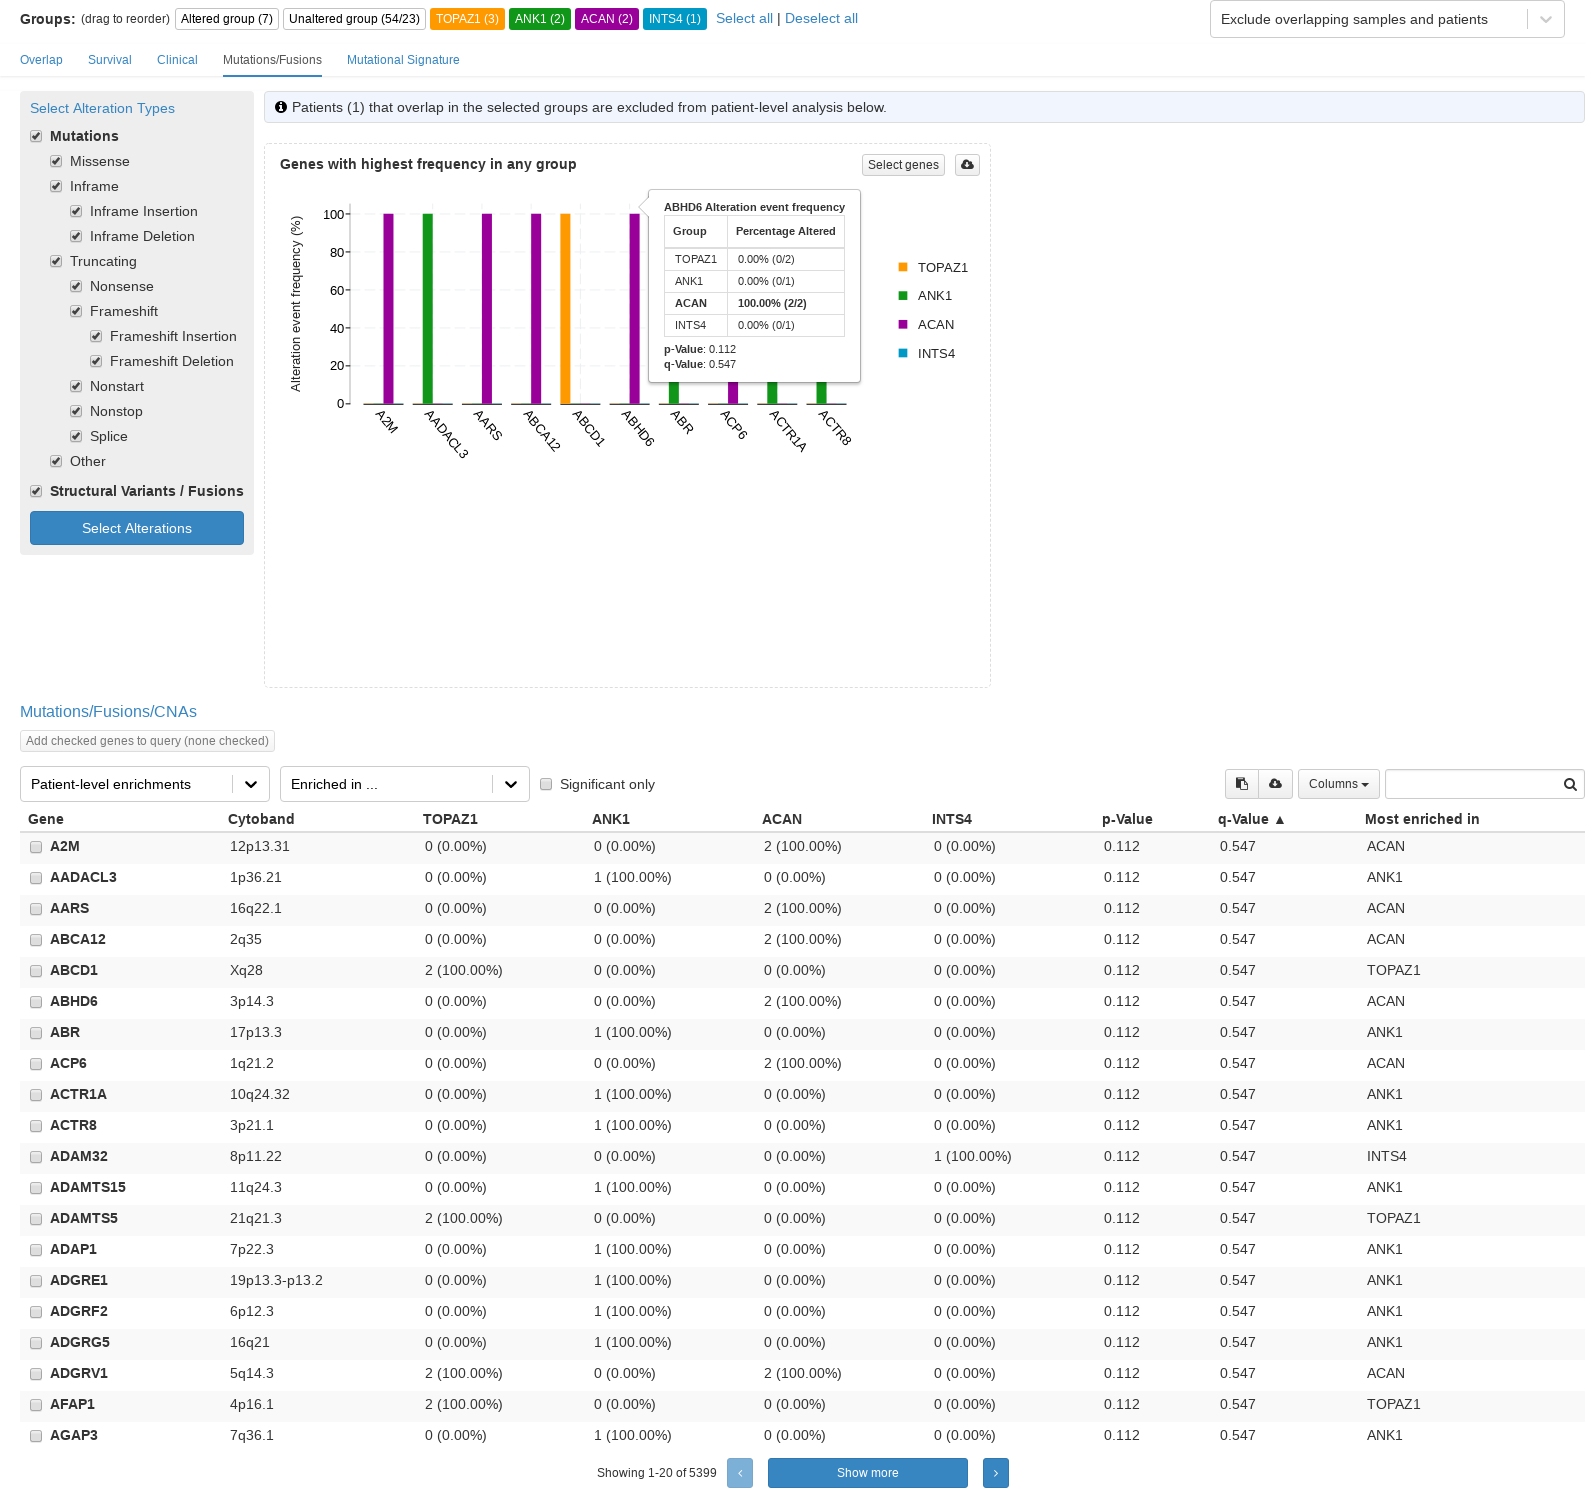 Groups: (drag to reorder) Altered group (7) Unaltered group (54/23) TOPAZ1 (3) ANK1 (2) ACAN (2) INTS4 (1) Select all | Deselect all Exclude overlapping samples and patients
Overlap Survival Clinical Mutations/Fusions Mutational Signature
Select Alteration Types
Mutations
Missense
Inframe
Inframe Insertion
Inframe Deletion
Truncating
Nonsense
Frameshift
Frameshift Insertion
Frameshift Deletion
Nonstart
Nonstop
Splice
Other
Structural Variants / Fusions
Select Alterations
Patients (1) that overlap in the selected groups are excluded from patient-level analysis below.
Genes with highest frequency in any group Select genes
Alteration event frequency (%)
100
80
60
40
20
0
A2M AADACL3 AARS ABCA12 ABCD1 ABHD6 ABR ACP6 ACTR1A ACTR8
ABHD6 Alteration event frequency
Group Percentage Altered
TOPAZ1 0.00% (0/2)
ANK1 0.00% (0/1)
ACAN 100.00% (2/2)
INTS4 0.00% (0/1)
p-Value: 0.112
q-Value: 0.547
TOPAZ1
ANK1
ACAN
INTS4
Mutations/Fusions/CNAs
Add checked genes to query (none checked)
Patient-level enrichments Enriched in ... Significant only Columns
Gene Cytoband TOPAZ1 ANK1 ACAN INTS4 p-Value q-Value ▲ Most enriched in
A2M 12p13.31 0 (0.00%) 0 (0.00%) 2 (100.00%) 0 (0.00%) 0.112 0.547 ACAN
AADACL3 1p36.21 0 (0.00%) 1 (100.00%) 0 (0.00%) 0 (0.00%) 0.112 0.547 ANK1
AARS 16q22.1 0 (0.00%) 0 (0.00%) 2 (100.00%) 0 (0.00%) 0.112 0.547 ACAN
ABCA12 2q35 0 (0.00%) 0 (0.00%) 2 (100.00%) 0 (0.00%) 0.112 0.547 ACAN
ABCD1 Xq28 2 (100.00%) 0 (0.00%) 0 (0.00%) 0 (0.00%) 0.112 0.547 TOPAZ1
ABHD6 3p14.3 0 (0.00%) 0 (0.00%) 2 (100.00%) 0 (0.00%) 0.112 0.547 ACAN
ABR 17p13.3 0 (0.00%) 1 (100.00%) 0 (0.00%) 0 (0.00%) 0.112 0.547 ANK1
ACP6 1q21.2 0 (0.00%) 0 (0.00%) 2 (100.00%) 0 (0.00%) 0.112 0.547 ACAN
ACTR1A 10q24.32 0 (0.00%) 1 (100.00%) 0 (0.00%) 0 (0.00%) 0.112 0.547 ANK1
ACTR8 3p21.1 0 (0.00%) 1 (100.00%) 0 (0.00%) 0 (0.00%) 0.112 0.547 ANK1
ADAM32 8p11.22 0 (0.00%) 0 (0.00%) 0 (0.00%) 1 (100.00%) 0.112 0.547 INTS4
ADAMTS15 11q24.3 0 (0.00%) 1 (100.00%) 0 (0.00%) 0 (0.00%) 0.112 0.547 ANK1
ADAMTS5 21q21.3 2 (100.00%) 0 (0.00%) 0 (0.00%) 0 (0.00%) 0.112 0.547 TOPAZ1
ADAP1 7p22.3 0 (0.00%) 1 (100.00%) 0 (0.00%) 0 (0.00%) 0.112 0.547 ANK1
ADGRE1 19p13.3-p13.2 0 (0.00%) 1 (100.00%) 0 (0.00%) 0 (0.00%) 0.112 0.547 ANK1
ADGRF2 6p12.3 0 (0.00%) 1 (100.00%) 0 (0.00%) 0 (0.00%) 0.112 0.547 ANK1
ADGRG5 16q21 0 (0.00%) 1 (100.00%) 0 (0.00%) 0 (0.00%) 0.112 0.547 ANK1
ADGRV1 5q14.3 2 (100.00%) 0 (0.00%) 2 (100.00%) 0 (0.00%) 0.112 0.547 ACAN
AFAP1 4p16.1 2 (100.00%) 0 (0.00%) 0 (0.00%) 0 (0.00%) 0.112 0.547 TOPAZ1
AGAP3 7q36.1 0 (0.00%) 1 (100.00%) 0 (0.00%) 0 (0.00%) 0.112 0.547 ANK1
Showing 1-20 of 5399 ‹ Show more ›